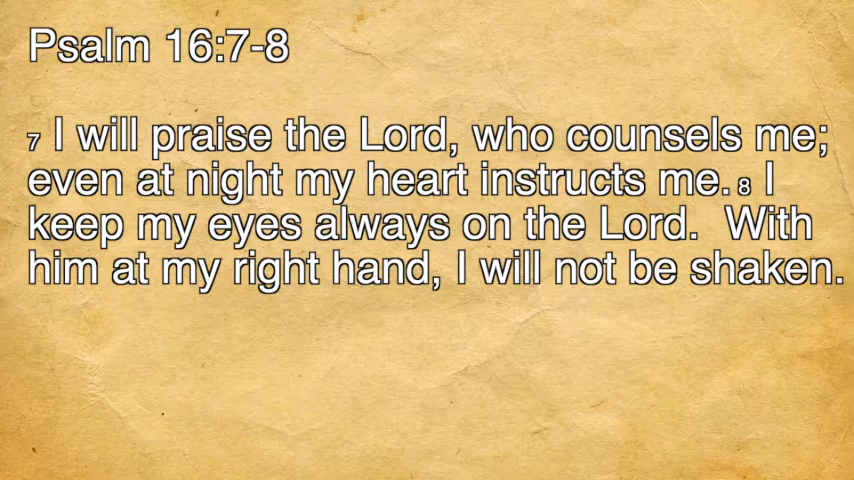 Psalm 16:7-8
7 I will praise the Lord, who counsels me;
even at night my heart instructs me. 8 I
keep my eyes always on the Lord.  With
him at my right hand, I will not be shaken.